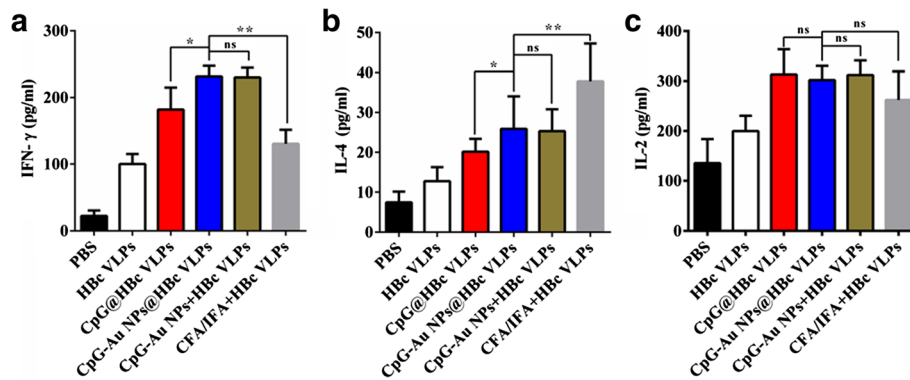 a
IFN- γ (pg/ml)
300
200
100
0
*
**
ns
PBS
HBc VLPs
CpG@HBc VLPs
CpG-Au NPs@HBc VLPs
CpG-Au NPs+HBc VLPs
CFA/IFA+HBc VLPs
b
IL-4 (pg/ml)
50
40
30
20
10
0
*
**
ns
PBS
HBc VLPs
CpG@HBc VLPs
CpG-Au NPs@HBc VLPs
CpG-Au NPs+HBc VLPs
CFA/IFA+HBc VLPs
c
IL-2 (pg/ml)
400
300
200
100
0
ns
ns
ns
PBS
HBc VLPs
CpG@HBc VLPs
CpG-Au NPs@HBc VLPs
CpG-Au NPs+HBc VLPs
CFA/IFA+HBc VLPs